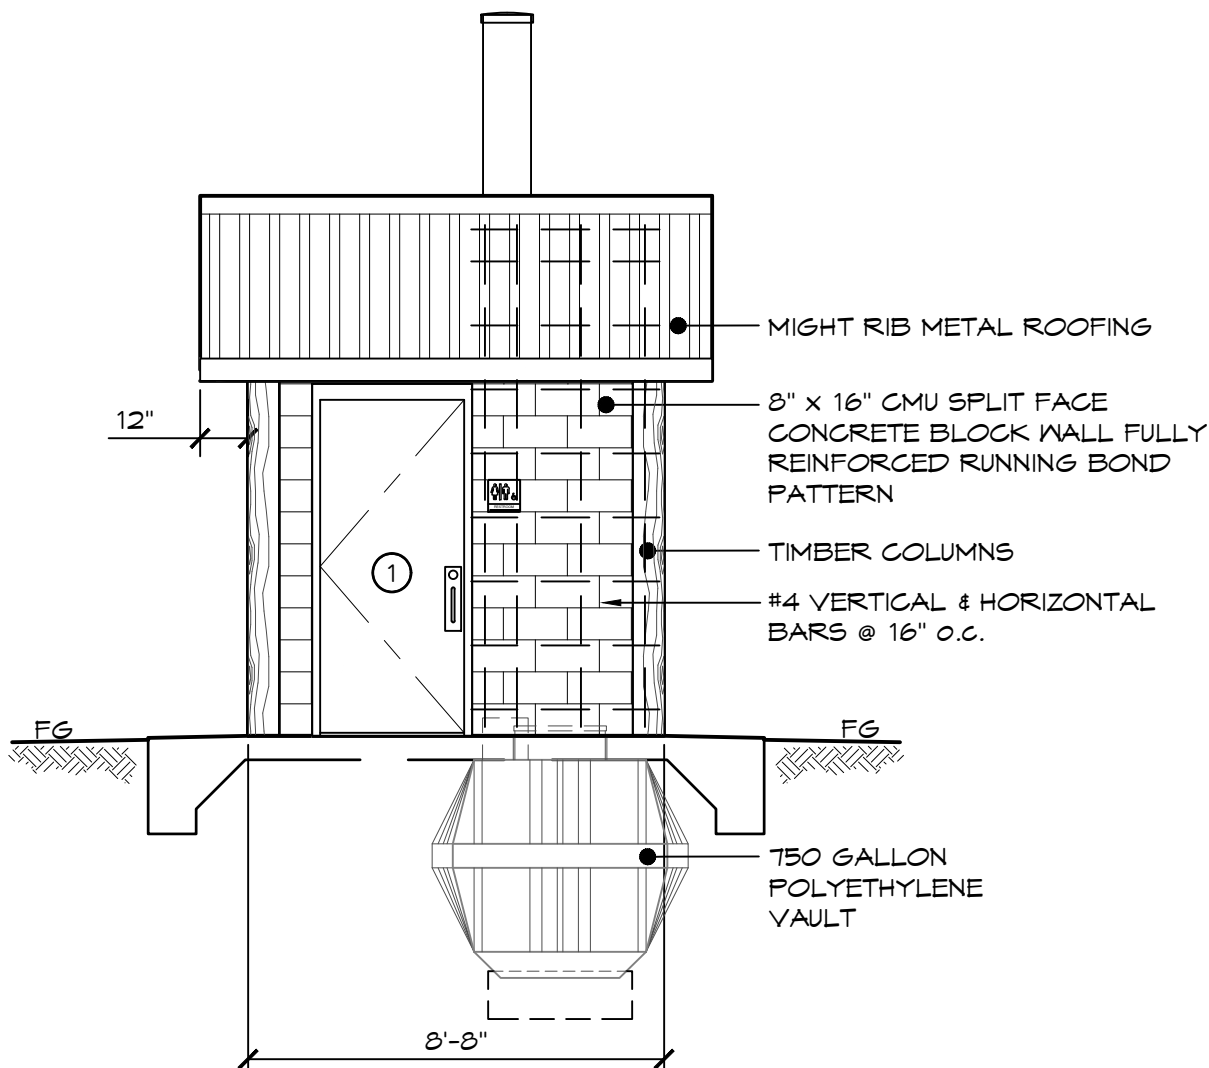 MIGHT RIB METAL ROOFING
12"
8" X 16" CMU SPLIT FACE
CONCRETE BLOCK WALL FULLY
REINFORCED RUNNING BOND
PATTERN
RESTROOM
TIMBER COLUMNS
1
#4 VERTICAL & HORIZONTAL
BARS @ 16" O.C.
FG
FG
750 GALLON
POLYETHYLENE
VAULT
8'-8"